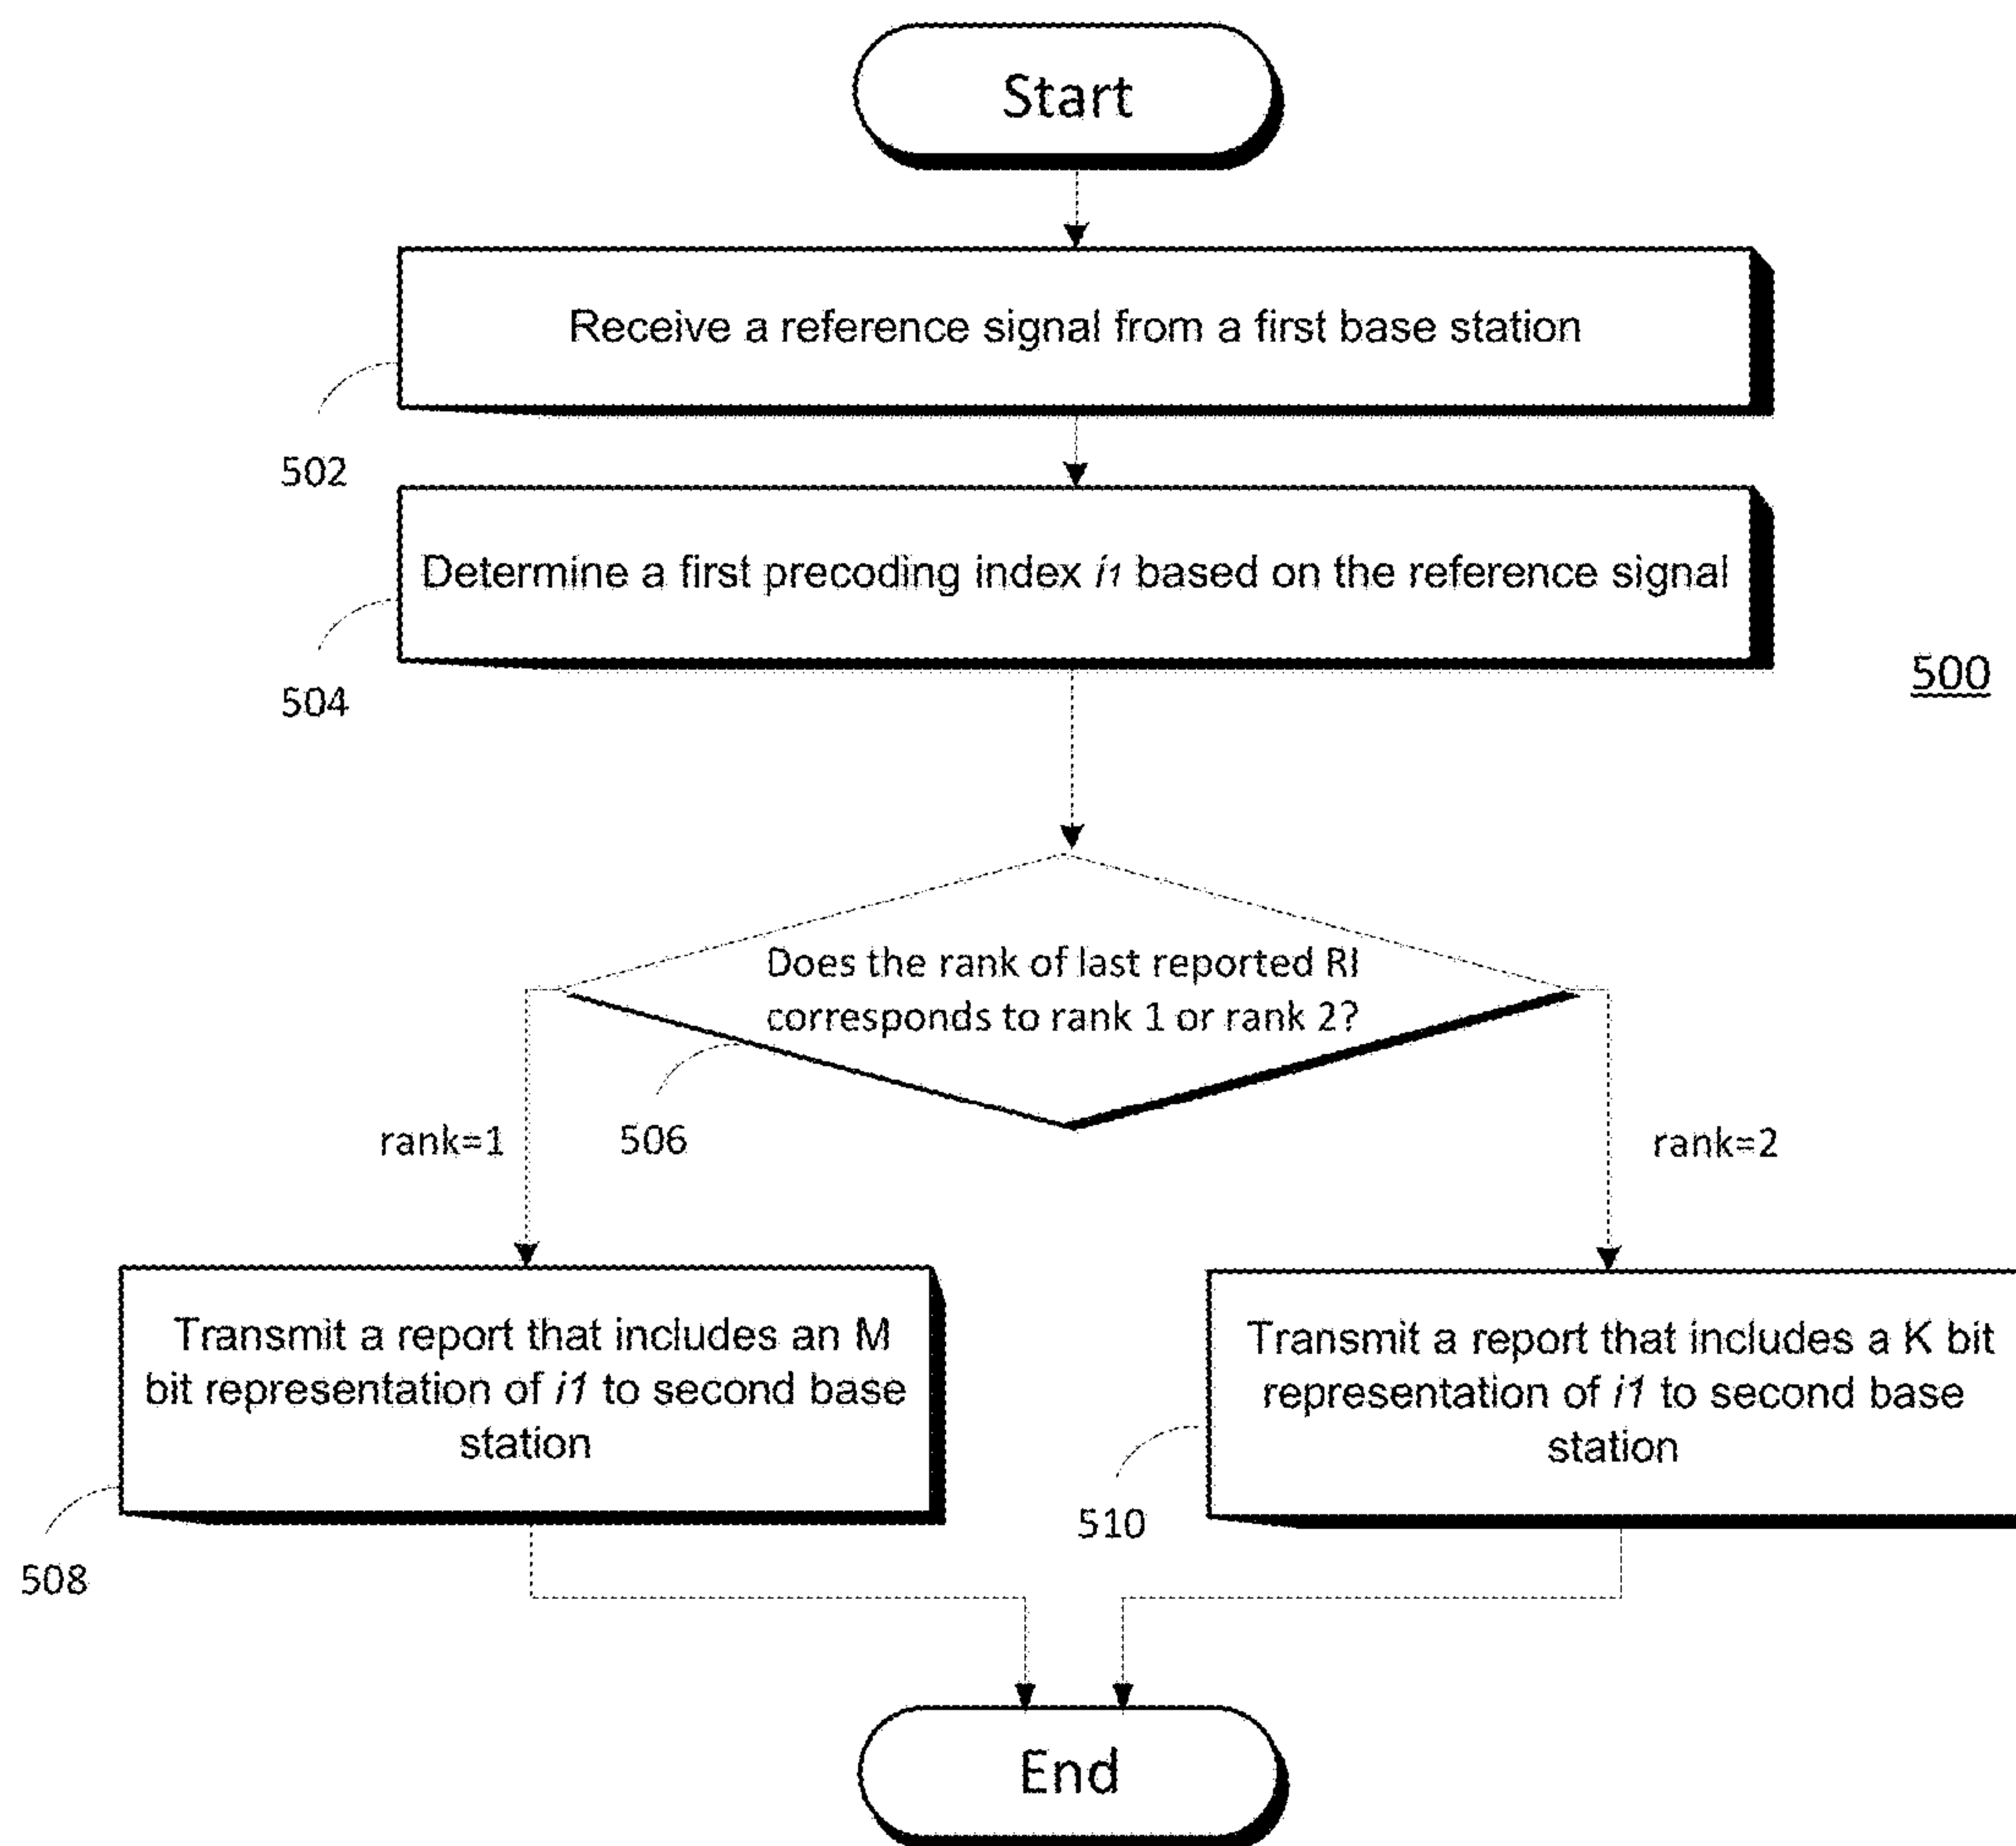 Start
Receive a reference signal from a first base station
502
Determine a first precoding index i1 based on the reference signal
504
500
Does the rank of last reported RI
corresponds to rank 1 or rank 2?
rank=1
506
rank=2
Transmit a report that includes an M
bit representation of i1 to second base
station
508
Transmit a report that includes a K bit
representation of i1 to second base
station
510
End